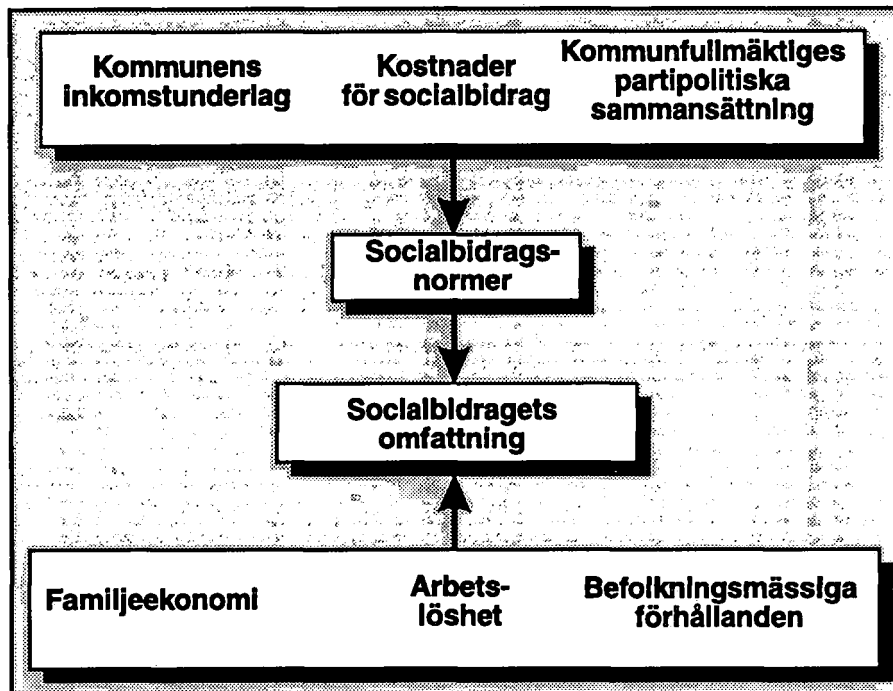 Kommunens
inkomstunderlag
Kostnader
för socialbidrag
Kommunfullmäktiges
partipolitiska
sammansättning
Socialbidrags-
normer
Socialbidragets
omfattning
Familjeekonomi
Arbets-
löshet
Befolkningsmässiga
förhållanden